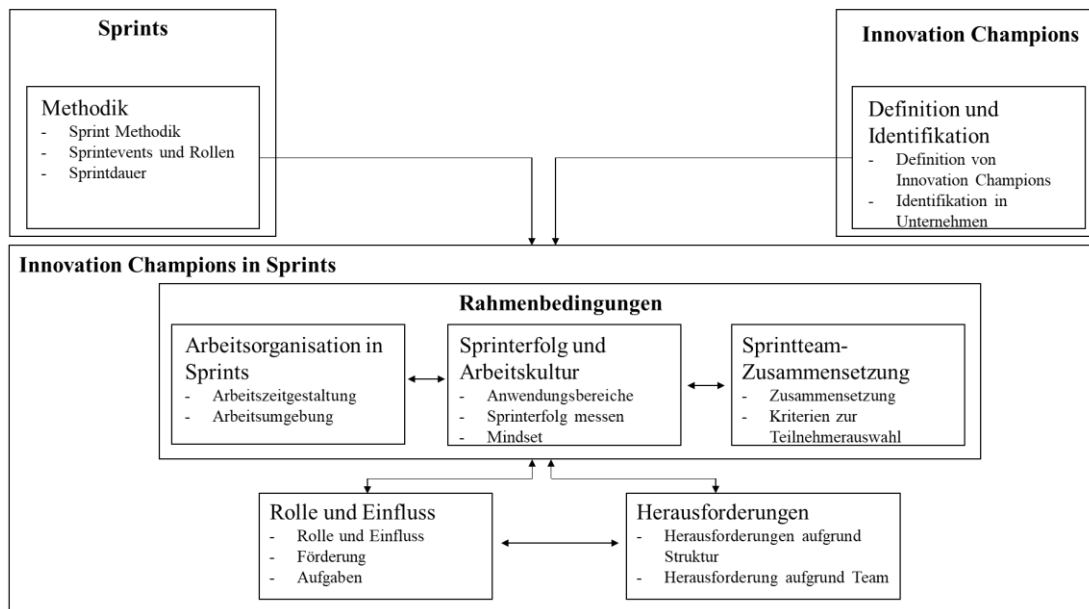 Sprints
Methodik
- Sprint Methodik
- Sprintevents und Rollen
- Sprintdauer
Innovation Champions
Definition und
Identifikation
- Definition von
Innovation Champions
- Identifikation in
Unternehmen
Innovation Champions in Sprints
Rahmenbedingungen
Arbeitsorganisation in
Sprints
- Arbeitszeitgestaltung
- Arbeitsumgebung
Sprinterfolg und
Arbeitskultur
- Anwendungsbereiche
- Sprinterfolg messen
- Mindset
Sprintteam-
Zusammensetzung
- Zusammensetzung
- Kriterien zur
Teilnehmerauswahl
Rolle und Einfluss
- Rolle und Einfluss
- Förderung
- Aufgaben
Herausforderungen
- Herausforderungen aufgrund
Struktur
- Herausforderung aufgrund Team